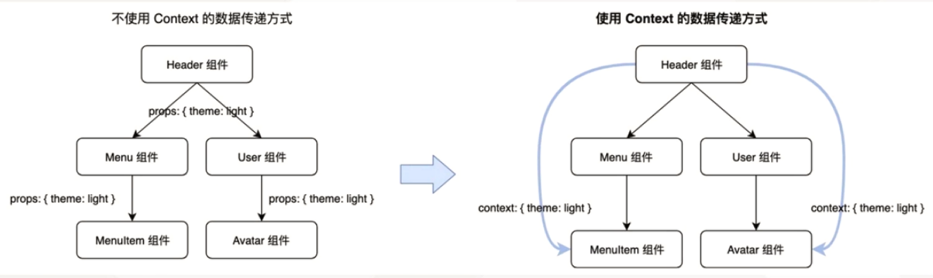 不使用 Context 的数据传递方式
Header 组件
props: { theme: light }
Menu 组件
User 组件
props: { theme: light }
props: { theme: light }
MenuItem 组件
Avatar 组件
使用 Context 的数据传递方式
Header 组件
Menu 组件
User 组件
context: { theme: light }
context: { theme: light }
MenuItem 组件
Avatar 组件